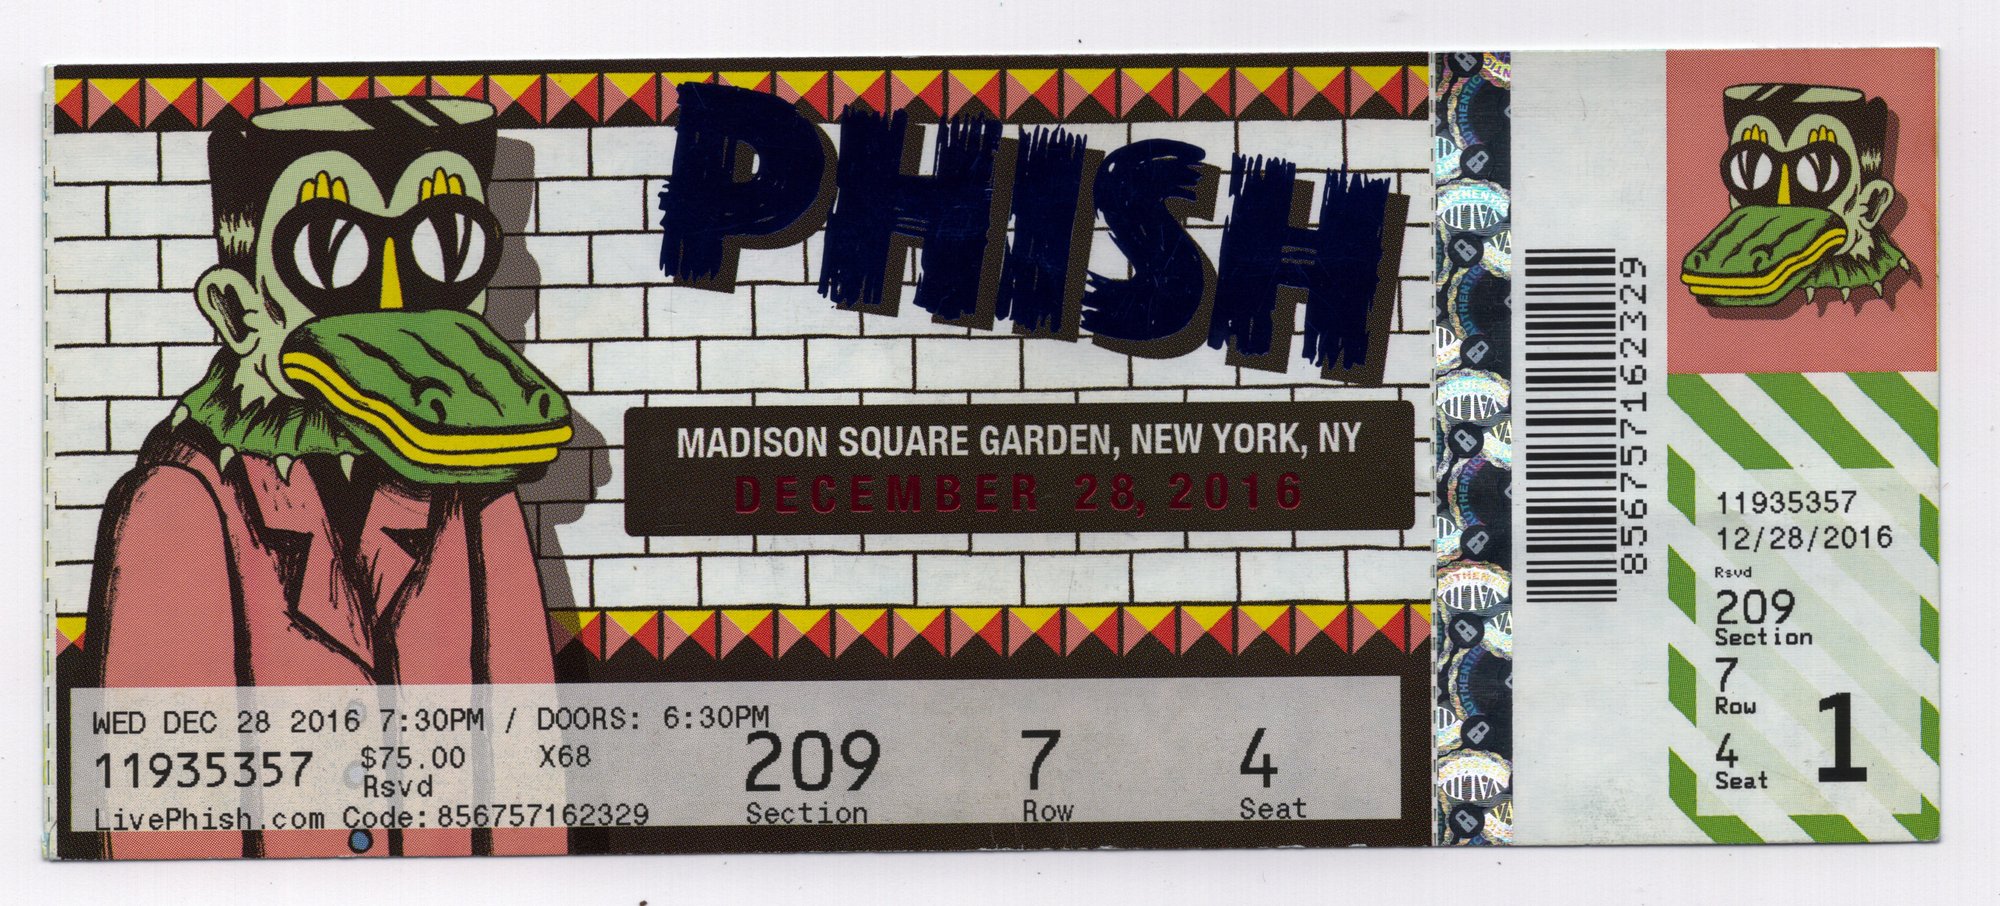 PHISH
MADISON SQUARE GARDEN, NEW YORK, NY
DECEMBER 28, 2016
WED DEC 28 2016 7:30PM / DOORS: 6:30PM
11935357 $75.00 X68
Rsvd
LivePhish.com Code: 856757162329
209 7 4
Section Row Seat
AUTHENTIC
VALID
856757162329
11935357
12/28/2016
Rsvd
209
Section
7
Row
4
Seat
1